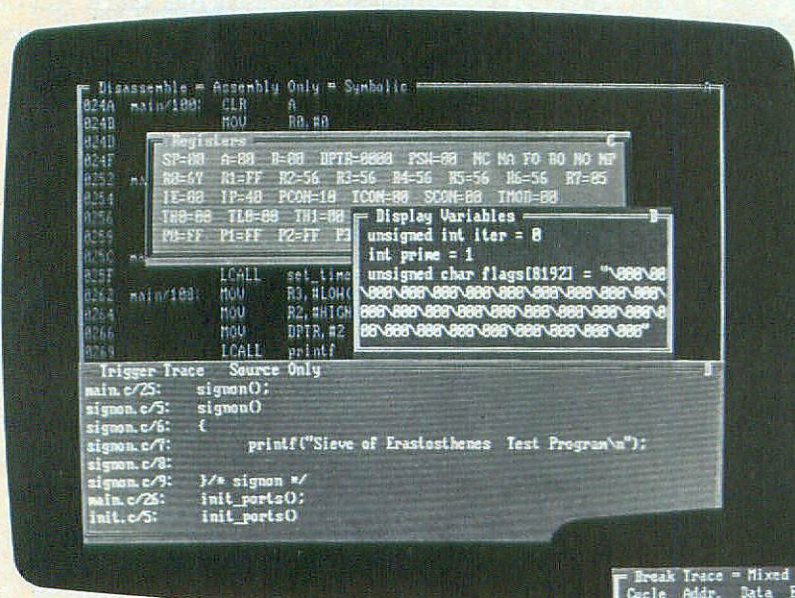 Disassemble = Assembly Only = Symbolic
024A main/100: CLR A
024B MOV R0,#0
024D
024F
0252
0254
0256
0259
025C
025F LCALL set_time
0262 main/103: MOV R3,#LOW(
0264 MOV R2,#HIGH
0266 MOV DPTR,#2
0269 LCALL printf
Registers C
SP=00 A=00 B=00 DPTR=0000 PSW=00 NC NA F0 B0 NO NP
R0=67 R1=FF R2=56 R3=56 R4=56 R5=56 R6=56 R7=05
IE=60 IP=40 PCON=10 TCON=00 SCON=00 TMOD=00
TH0=00 TL0=00 TH1=00
P0=FF P1=FF P2=FF P3
Display Variables
unsigned int iter = 0
int prime = 1
unsigned char flags[8192] = "\000\00
\000\000\000\000\000\000\000\000\000\
000\000\000\000\000\000\000\000\000\0
00\000\000\000\000\000\000\000\000"
Trigger Trace Source Only
main.c/25: signon();
signon.c/5: signon()
signon.c/6: {
signon.c/7: printf("Sieve of Erastosthenes Test Program\n");
signon.c/8:
signon.c/9: }/* signon */
main.c/26: init_ports();
init.c/5: init_ports()
Break Trace = Mixed
Cycle Addr. Data